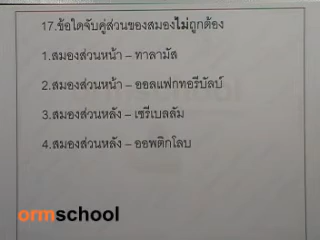 17.ข้อใดจับคู่ส่วนของสมองไม่ถูกต้อง
1.สมองส่วนหน้า – ทาลามัส
2.สมองส่วนหน้า – ออลแฟกทอรีบัลบ์
3.สมองส่วนหลัง – เซรีเบลลัม
4.สมองส่วนหลัง – ออพติกโลบ
ormschool